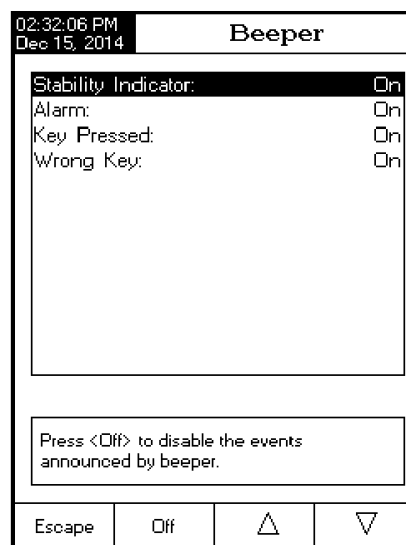 02:32:06 PM
Dec 15, 2014
Beeper
Stability Indicator: On
Alarm: On
Key Pressed: On
Wrong Key: On
Press <Off> to disable the events
announced by beeper.
Escape Off